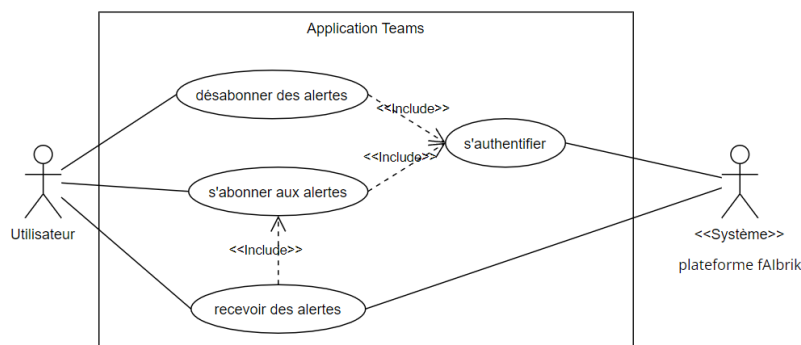 Application Teams
désabonner des alertes
<<Include>>
s'authentifier
<<Include>>
s'abonner aux alertes
Utilisateur
<<Système>>
<<Include>>
plateforme fAIbrik
recevoir des alertes